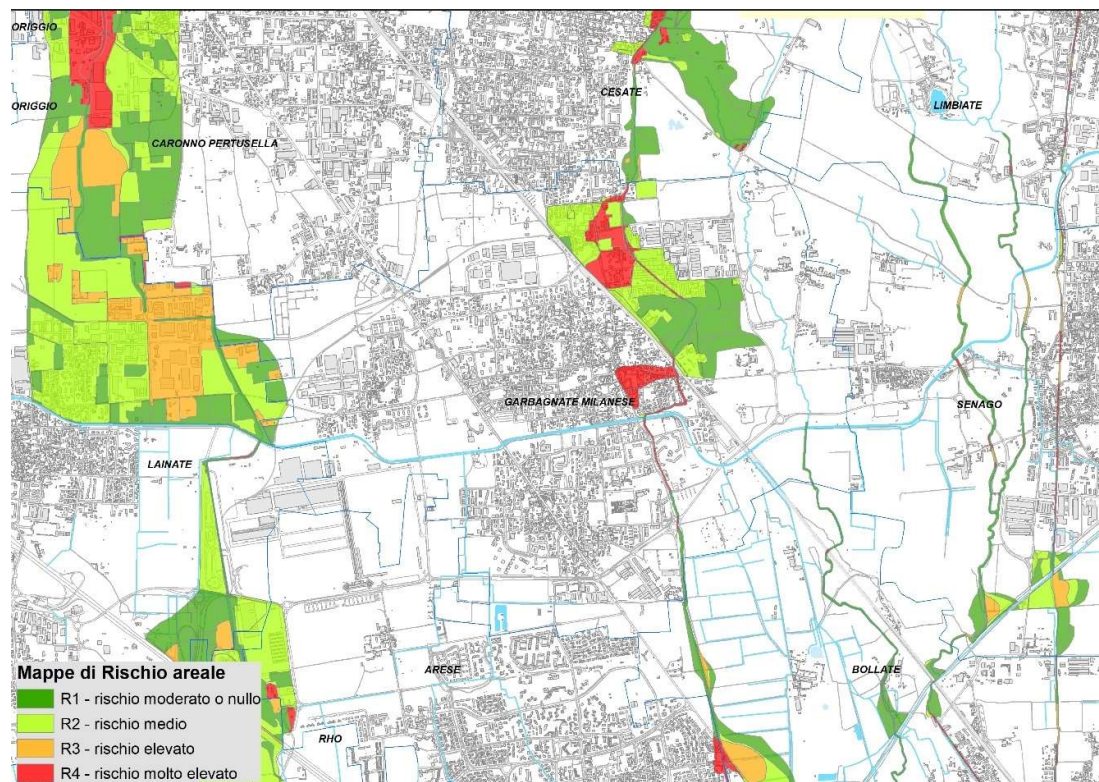 ORIGGIO
CESATE
ORIGGIO
LIMBIATE
CARONNO PERTUSELLA
GARBAGNATE MILANESE
SENAGO
LAINATE
ARESE
BOLLATE
RHO
Mappe di Rischio areale
R1 - rischio moderato o nullo
R2 - rischio medio
R3 - rischio elevato
R4 - rischio molto elevato